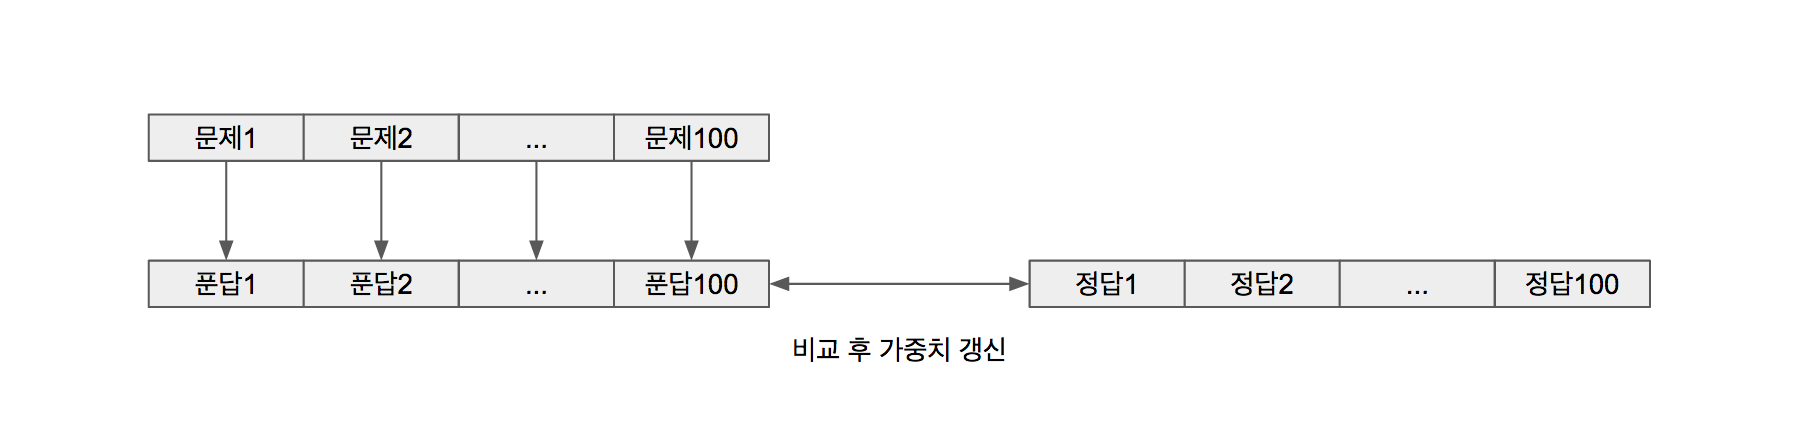 문제1 문제2 ... 문제100
푼답1 푼답2 ... 푼답100 정답1 정답2 ... 정답100
비교 후 가중치 갱신